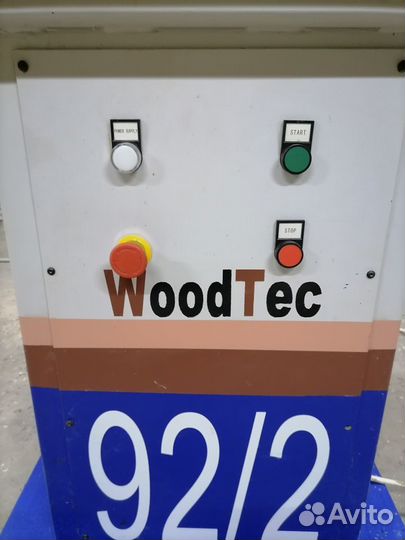 POWER SUPPLY
START
STOP
WoodTec
92/2
Avito